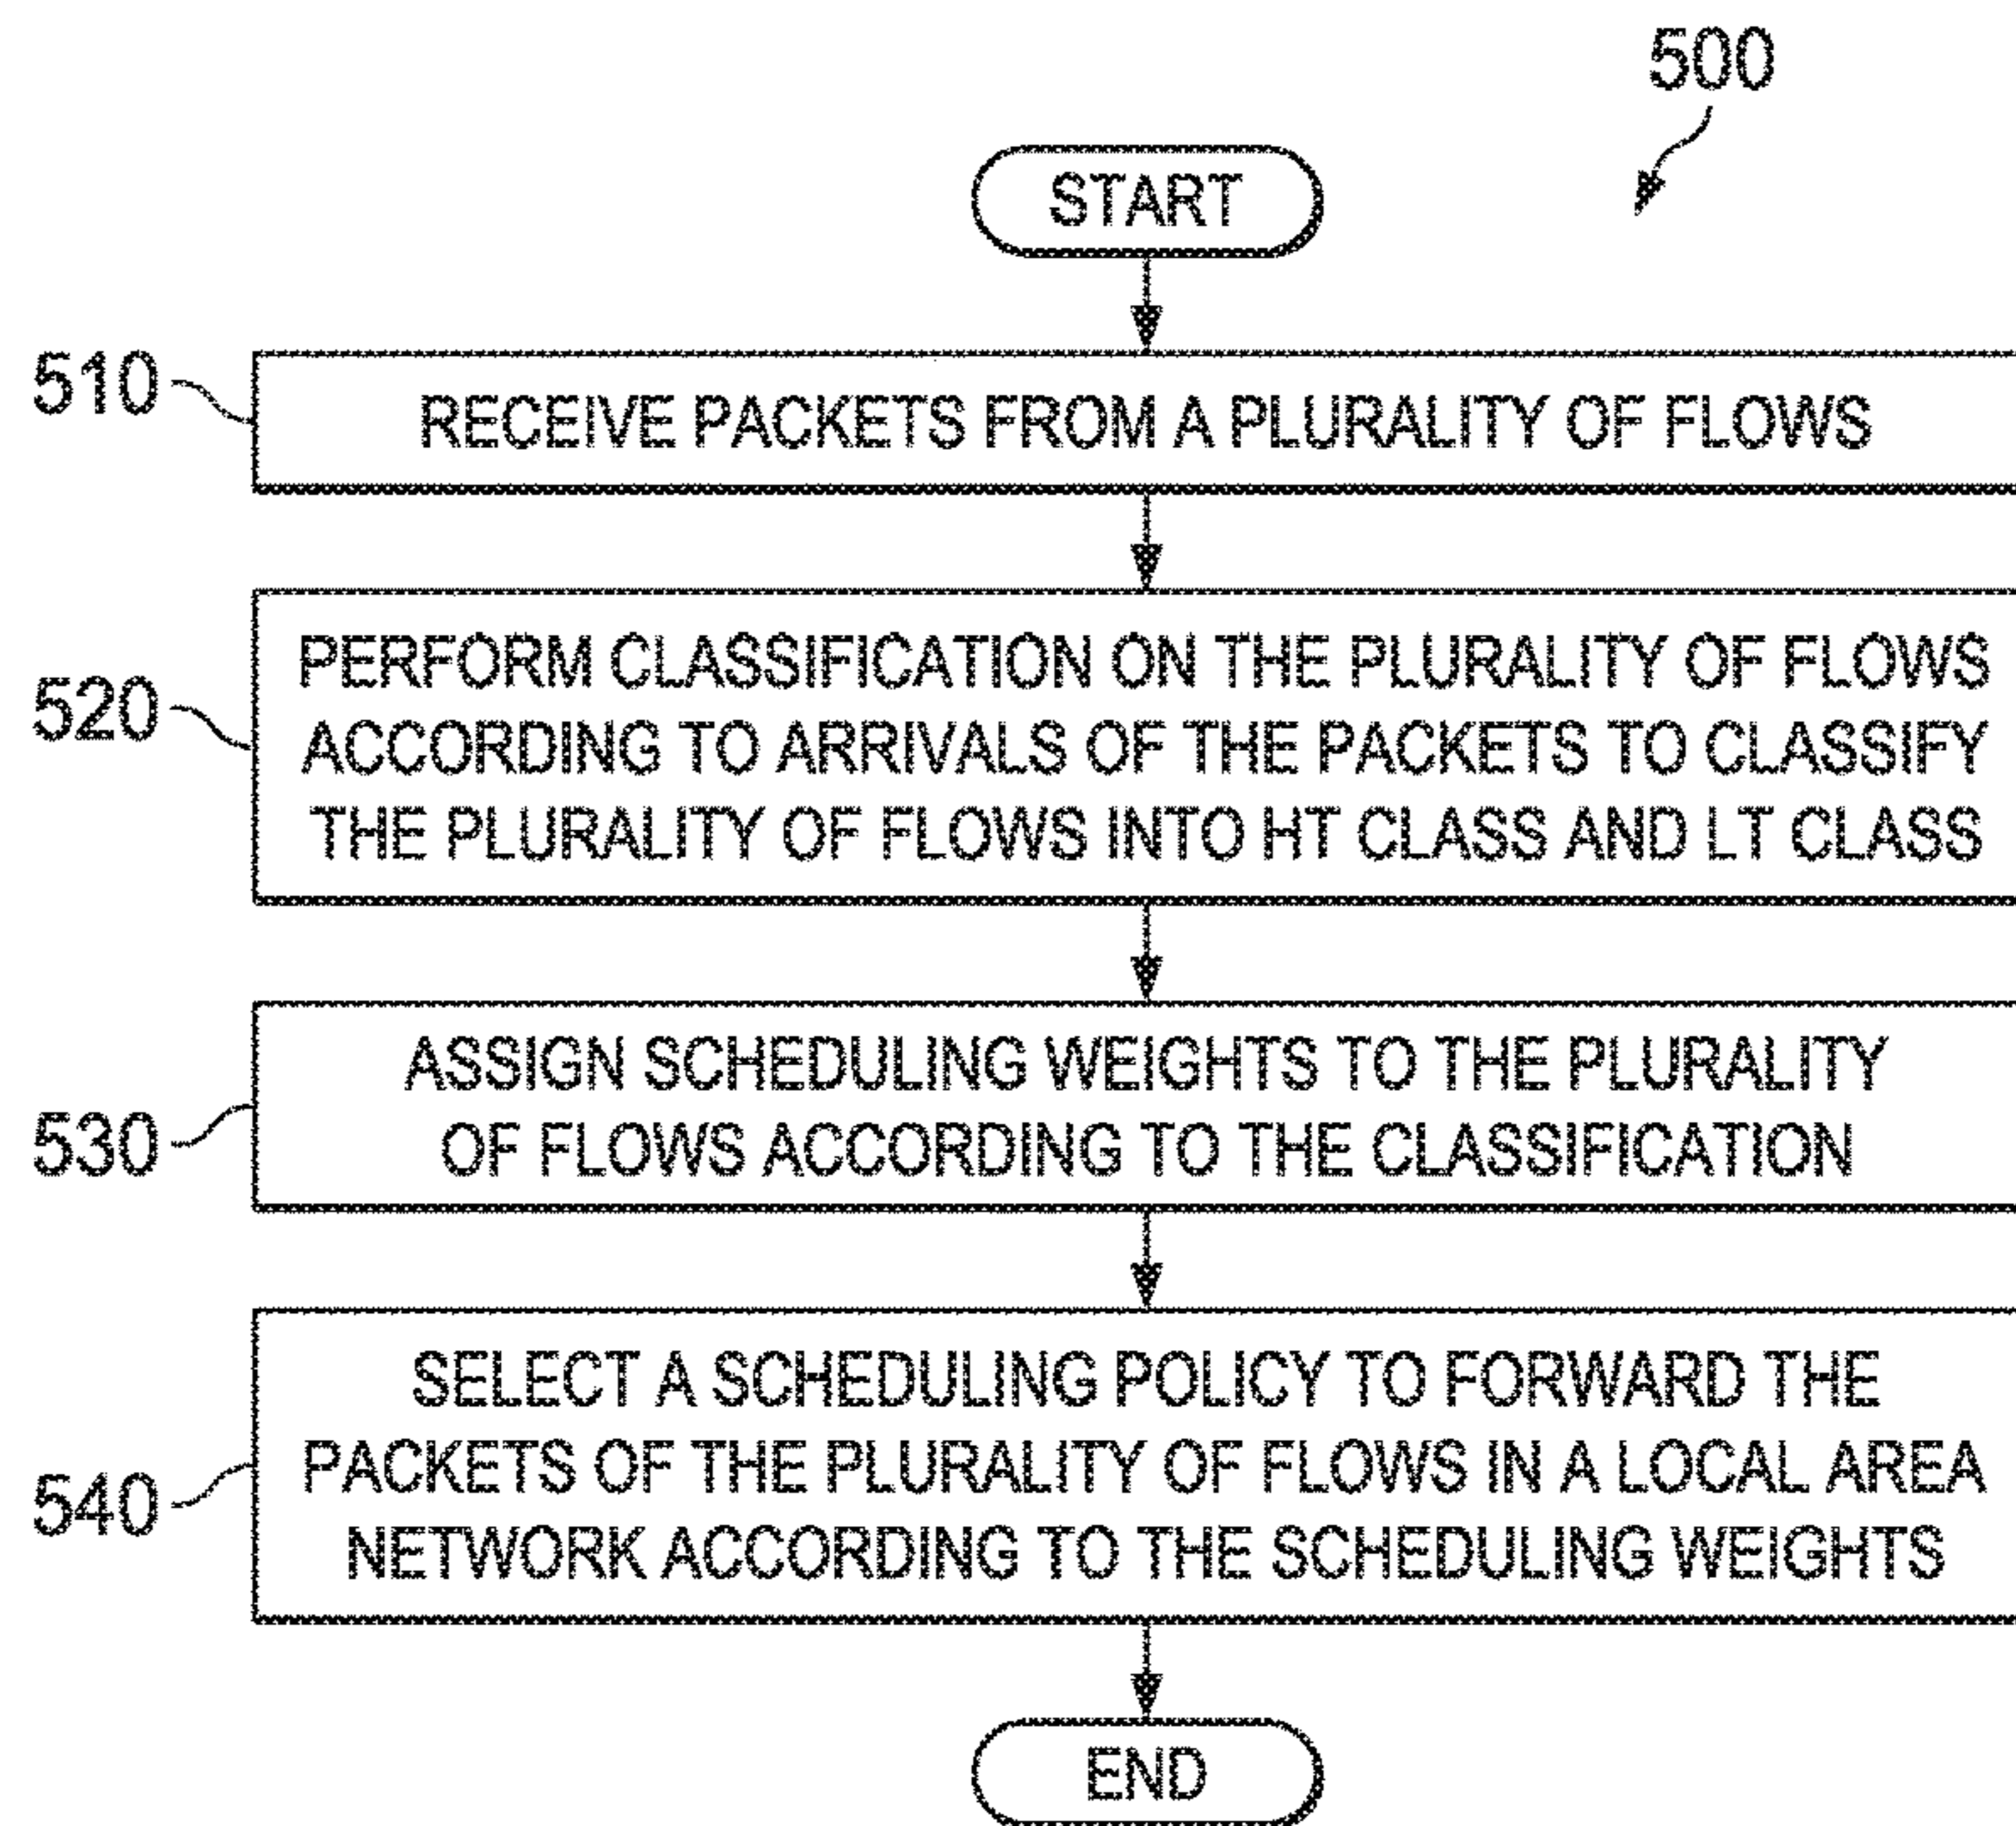 500
START
510
RECEIVE PACKETS FROM A PLURALITY OF FLOWS
520
PERFORM CLASSIFICATION ON THE PLURALITY OF FLOWS
ACCORDING TO ARRIVALS OF THE PACKETS TO CLASSIFY
THE PLURALITY OF FLOWS INTO HT CLASS AND LT CLASS
530
ASSIGN SCHEDULING WEIGHTS TO THE PLURALITY
OF FLOWS ACCORDING TO THE CLASSIFICATION
540
SELECT A SCHEDULING POLICY TO FORWARD THE
PACKETS OF THE PLURALITY OF FLOWS IN A LOCAL AREA
NETWORK ACCORDING TO THE SCHEDULING WEIGHTS
END